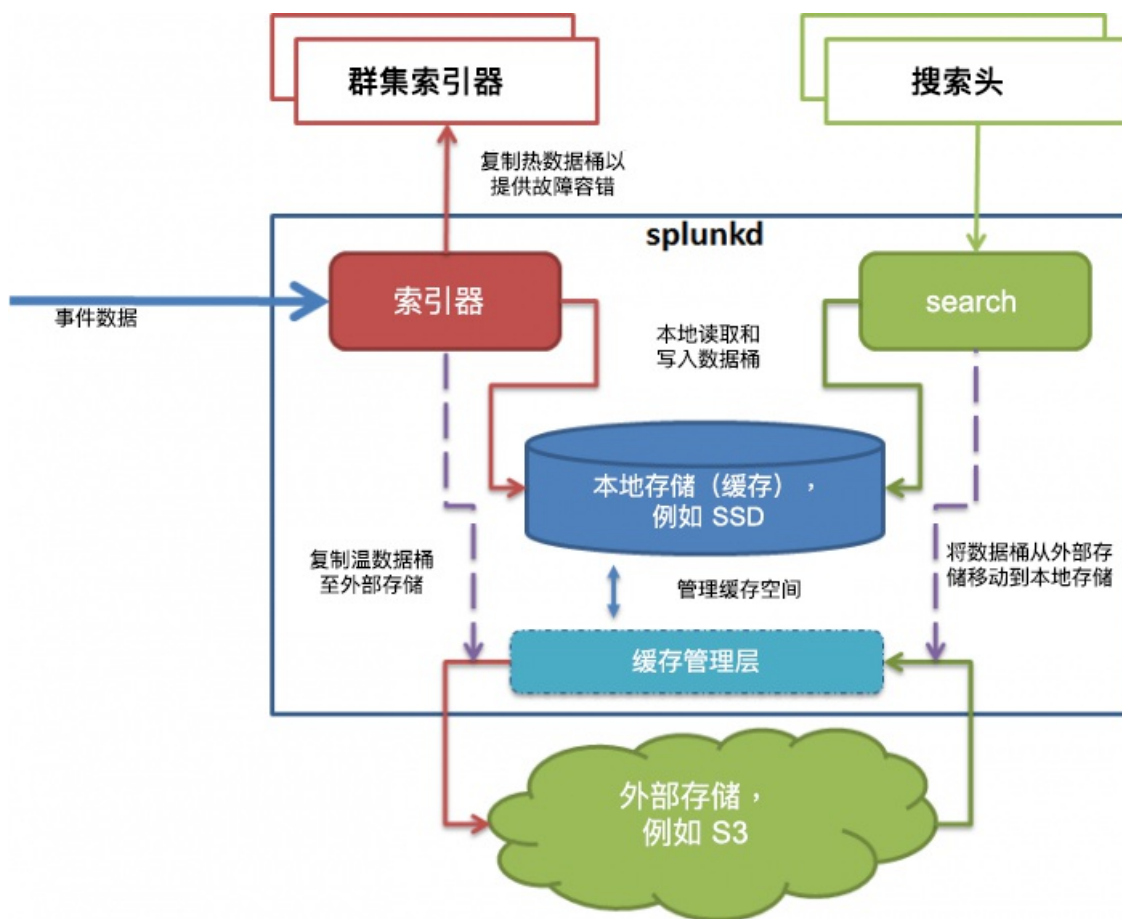 群集索引器
搜索头
复制热数据桶以
提供故障容错
splunkd
索引器
search
事件数据
本地读取和
写入数据桶
本地存储（缓存），
例如 SSD
复制温数据桶
至外部存储
将数据桶从外部存
储移动到本地存储
管理缓存空间
缓存管理层
外部存储，
例如 S3